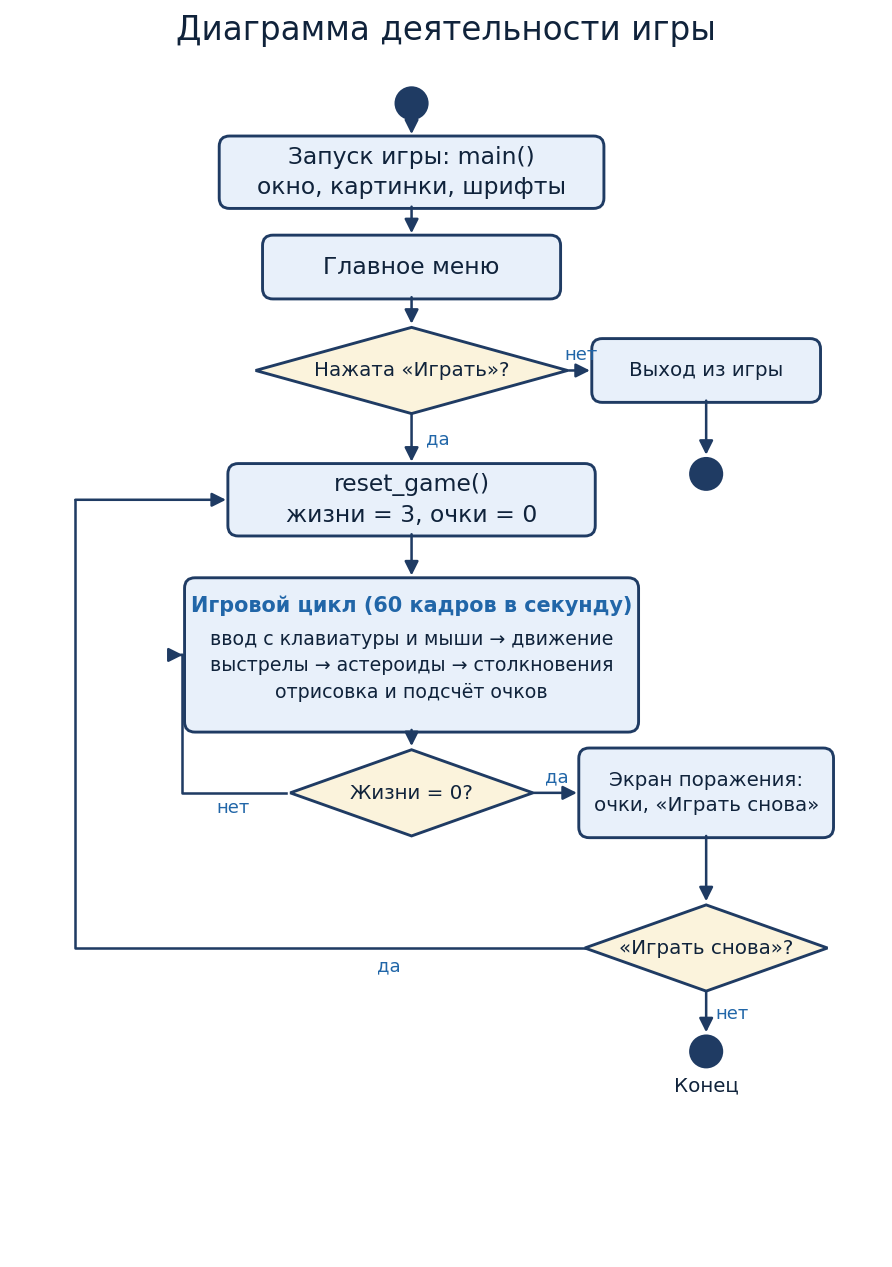 Диаграмма деятельности игры
Запуск игры: main()
окно, картинки, шрифты
Главное меню
Нажата «Играть»?
нет
Выход из игры
да
reset_game()
жизни = 3, очки = 0
Игровой цикл (60 кадров в секунду)
ввод с клавиатуры и мыши → движение
выстрелы → астероиды → столкновения
отрисовка и подсчёт очков
Жизни = 0?
да
нет
Экран поражения:
очки, «Играть снова»
«Играть снова»?
да
нет
Конец